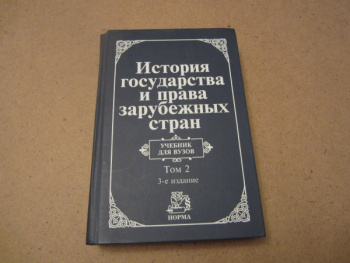 История
государства
и права
зарубежных
стран
УЧЕБНИК
ДЛЯ ВУЗОВ
Том 2
3-е издание
НОРМА